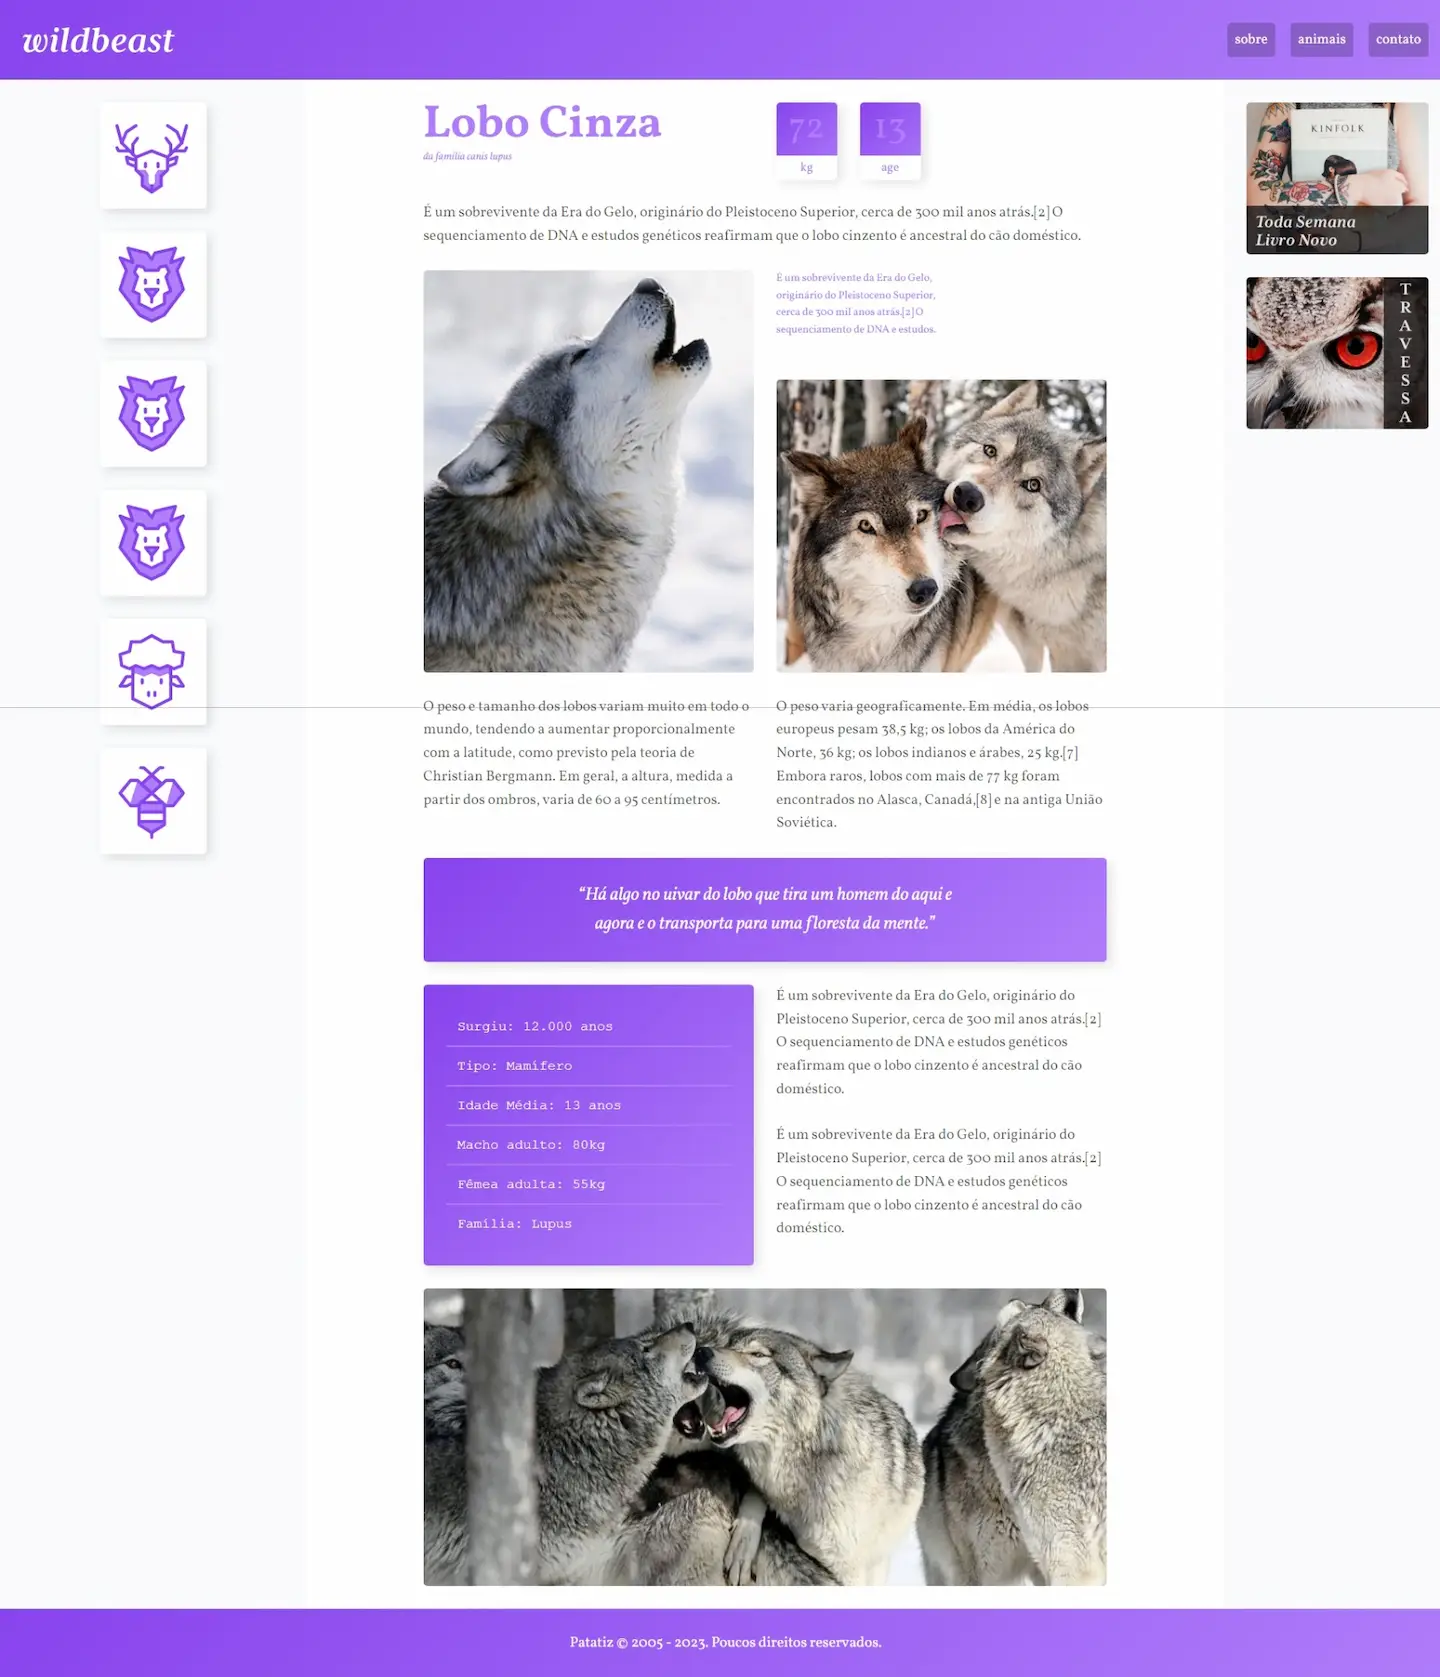 wildbeast
sobre
animais
contato
Lobo Cinza
da família canis lupus
72
kg
13
age
É um sobrevivente da Era do Gelo, originário do Pleistoceno Superior, cerca de 300 mil anos atrás.[2] O
sequenciamento de DNA e estudos genéticos reafirmam que o lobo cinzento é ancestral do cão doméstico.
É um sobrevivente da Era do Gelo,
originário do Pleistoceno Superior,
cerca de 300 mil anos atrás.[2] O
sequenciamento de DNA e estudos.
O peso e tamanho dos lobos variam muito em todo o
mundo, tendendo a aumentar proporcionalmente
com a latitude, como previsto pela teoria de
Christian Bergmann. Em geral, a altura, medida a
partir dos ombros, varia de 60 a 95 centímetros.
O peso varia geograficamente. Em média, os lobos
europeus pesam 38,5 kg; os lobos da América do
Norte, 36 kg; os lobos indianos e árabes, 25 kg.[7]
Embora raros, lobos com mais de 77 kg foram
encontrados no Alasca, Canadá,[8] e na antiga União
Soviética.
“Há algo no uivar do lobo que tira um homem do aqui e
agora e o transporta para uma floresta da mente.”
Surgiu: 12.000 anos
Tipo: Mamífero
Idade Média: 13 anos
Macho adulto: 80kg
Fêmea adulta: 55kg
Família: Lupus
É um sobrevivente da Era do Gelo, originário do
Pleistoceno Superior, cerca de 300 mil anos atrás.[2]
O sequenciamento de DNA e estudos genéticos
reafirmam que o lobo cinzento é ancestral do cão
doméstico.
É um sobrevivente da Era do Gelo, originário do
Pleistoceno Superior, cerca de 300 mil anos atrás.[2]
O sequenciamento de DNA e estudos genéticos
reafirmam que o lobo cinzento é ancestral do cão
doméstico.
KINFOLK
Toda Semana
Livro Novo
TRAVESSA
Patatiz © 2005 - 2023. Poucos direitos reservados.